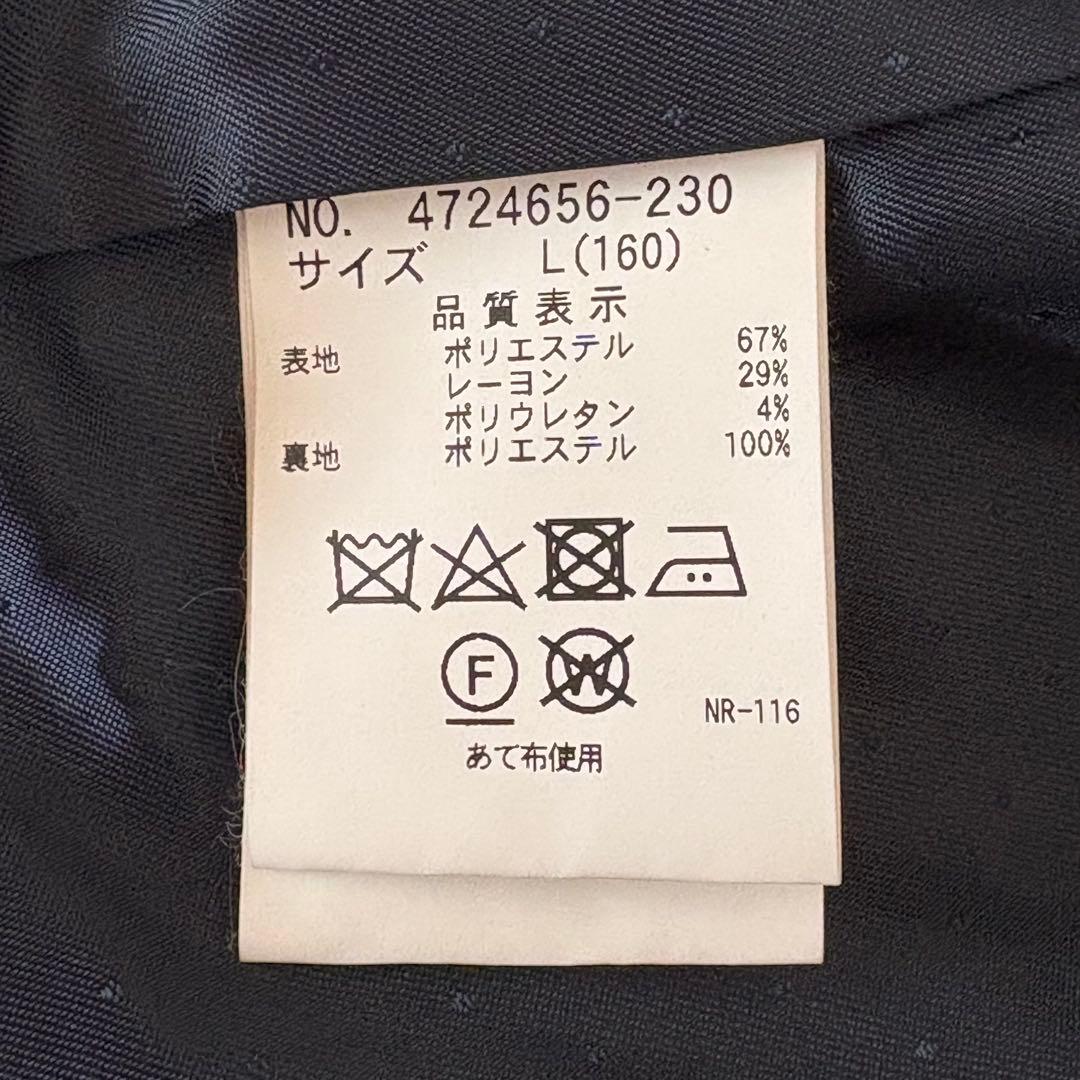 NO. 4724656-230
サイズ L(160)
品質表示
表地 ポリエステル 67%
レーヨン 29%
ポリウレタン 4%
裏地 ポリエステル 100%
F W
NR-116
あて布使用